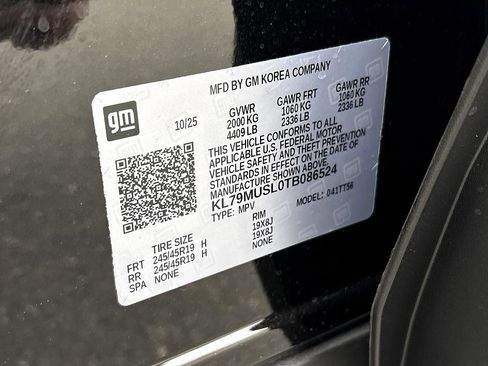 MFD BY GM KOREA COMPANY
gm
10/25
GVWR GAWR FRT GAWR RR
2000 KG 1060 KG 1060 KG
4409 LB 2336 LB 2336 LB
THIS VEHICLE CONFORMS TO ALL
APPLICABLE U.S. FEDERAL MOTOR
VEHICLE SAFETY AND THEFT PREVENTION
STANDARDS IN EFFECT ON THE DATE OF
MANUFACTURE SHOWN ABOVE.
KL79MUSL0TB086524
TYPE: MPV MODEL: 041TT56
TIRE SIZE RIM
FRT 245/45R19 H 19X8J
RR 245/45R19 H 19X8J
SPA NONE NONE